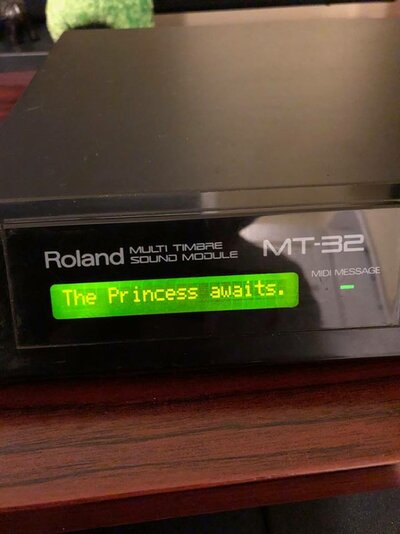 Roland MULTI TIMBRE
SOUND MODULE
MT-32
MIDI MESSAGE
The Princess awaits.